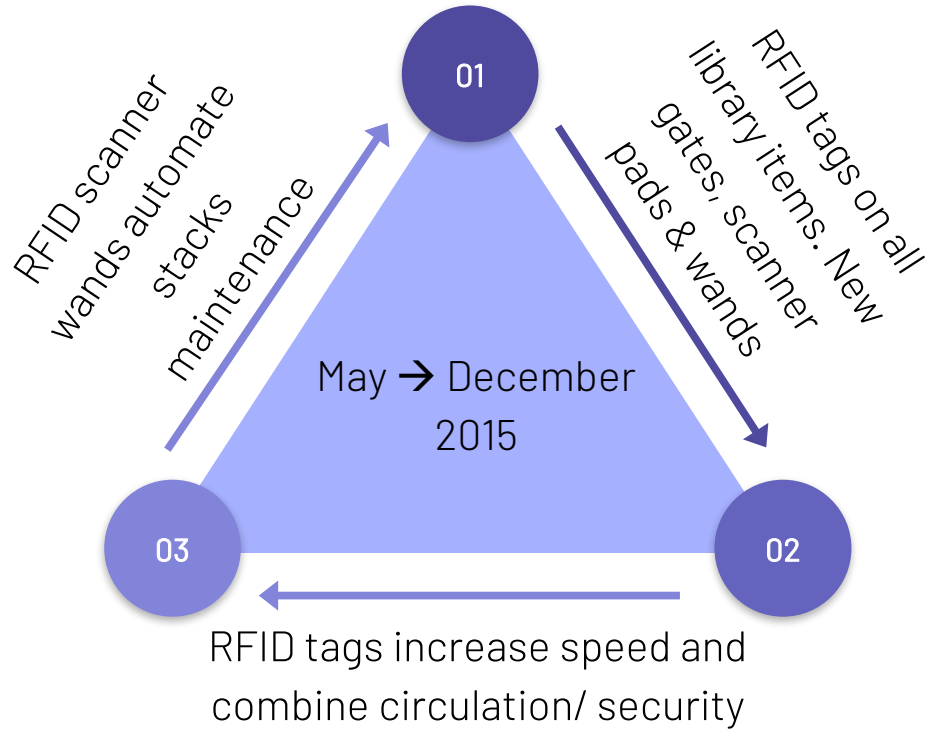 01
RFID tags on all
library items. New
gates, scanner
pads & wands
02
RFID tags increase speed and
combine circulation/ security
03
RFID scanner
wands automate
stacks
maintenance
May → December
2015